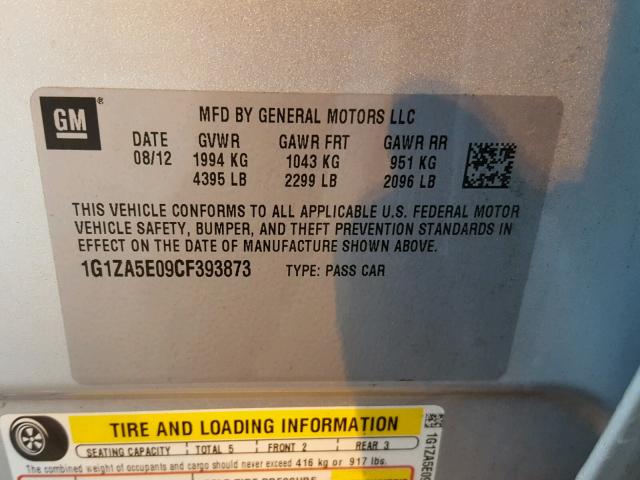 GM ® MFD BY GENERAL MOTORS LLC
DATE GVWR GAWR FRT GAWR RR
08/12 1994 KG 1043 KG 951 KG
4395 LB 2299 LB 2096 LB
THIS VEHICLE CONFORMS TO ALL APPLICABLE U.S. FEDERAL MOTOR
VEHICLE SAFETY, BUMPER, AND THEFT PREVENTION STANDARDS IN
EFFECT ON THE DATE OF MANUFACTURE SHOWN ABOVE.
1G1ZA5E09CF393873 TYPE: PASS CAR
TIRE AND LOADING INFORMATION
SEATING CAPACITY TOTAL 5 FRONT 2 REAR 3
The combined weight of occupants and cargo should never exceed 416 kg or 917 lbs.
1G1ZA5E09